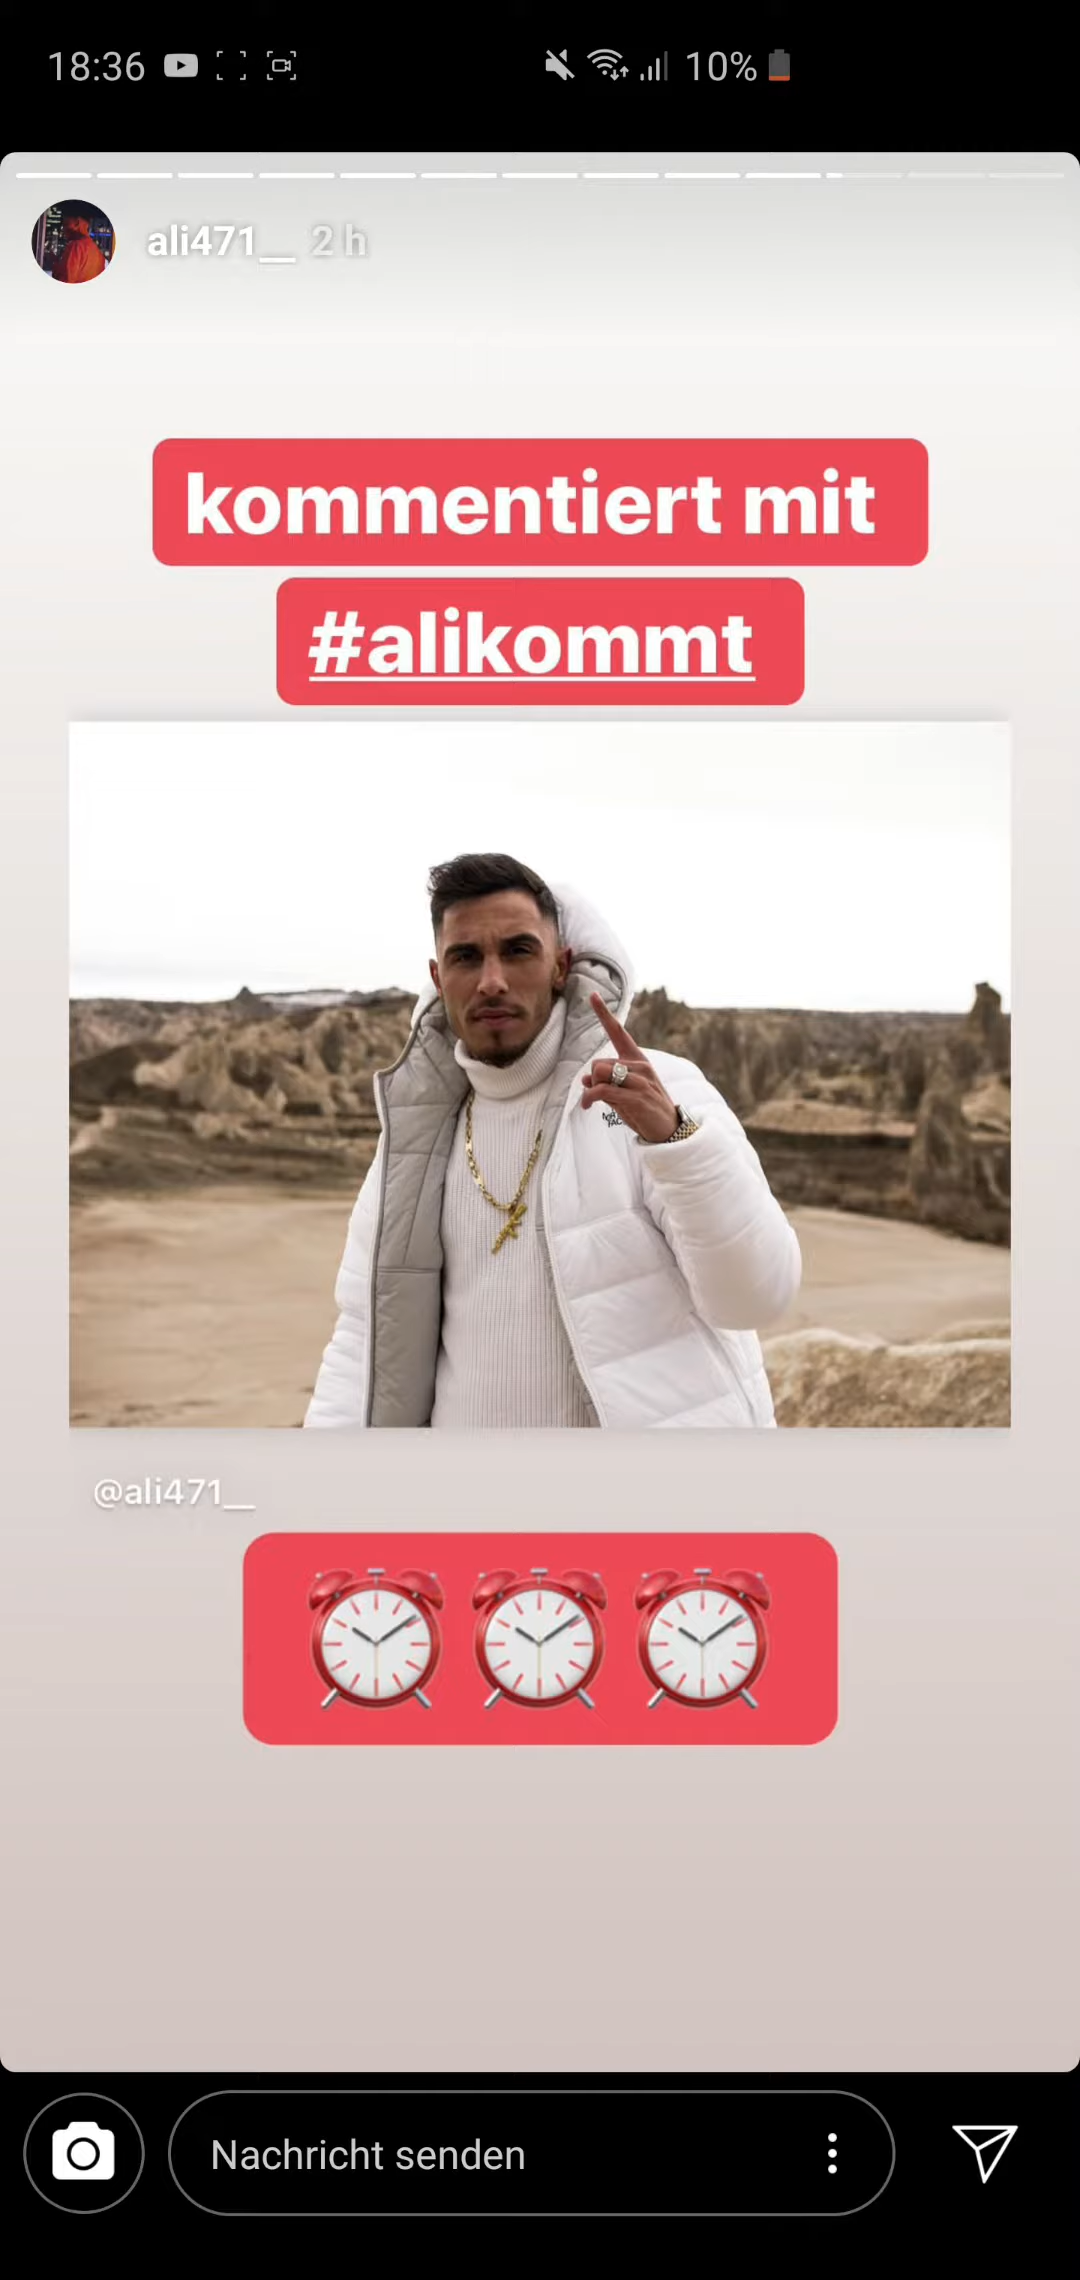 18:36 10%
ali471__ 2 h
kommentiert mit
#alikommt
@ali471__
Nachricht senden